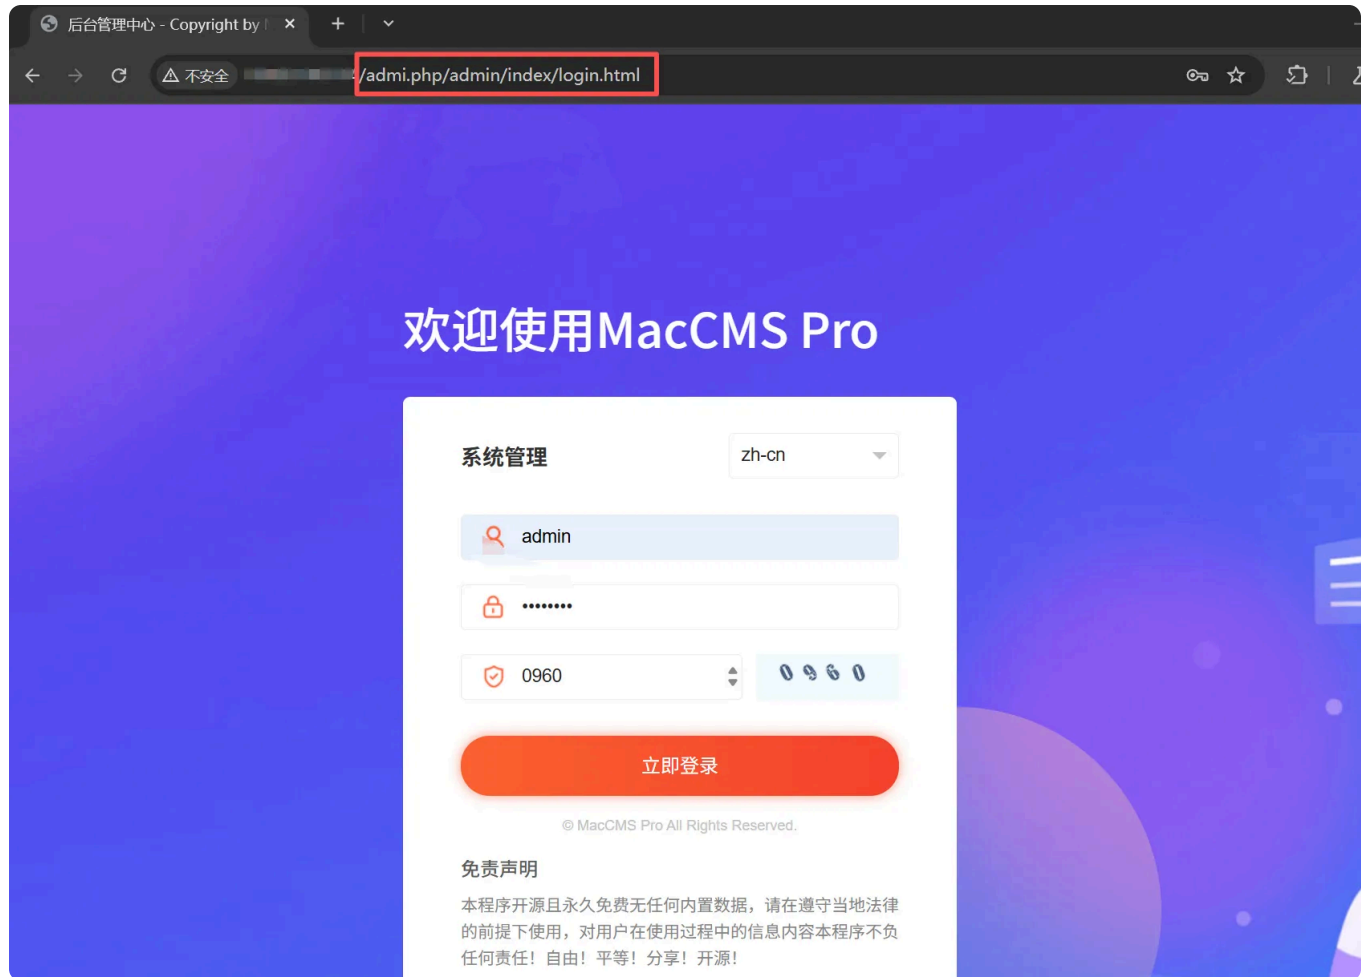 后台管理中心 - Copyright by
不安全 /admi.php/admin/index/login.html
欢迎使用MacCMS Pro
系统管理 zh-cn
admin
••••••••
0960 0960
立即登录
© MacCMS Pro All Rights Reserved.
免责声明
本程序开源且永久免费无任何内置数据，请在遵守当地法律
的前提下使用，对用户在使用过程中的信息内容本程序不负
任何责任！自由！平等！分享！开源！